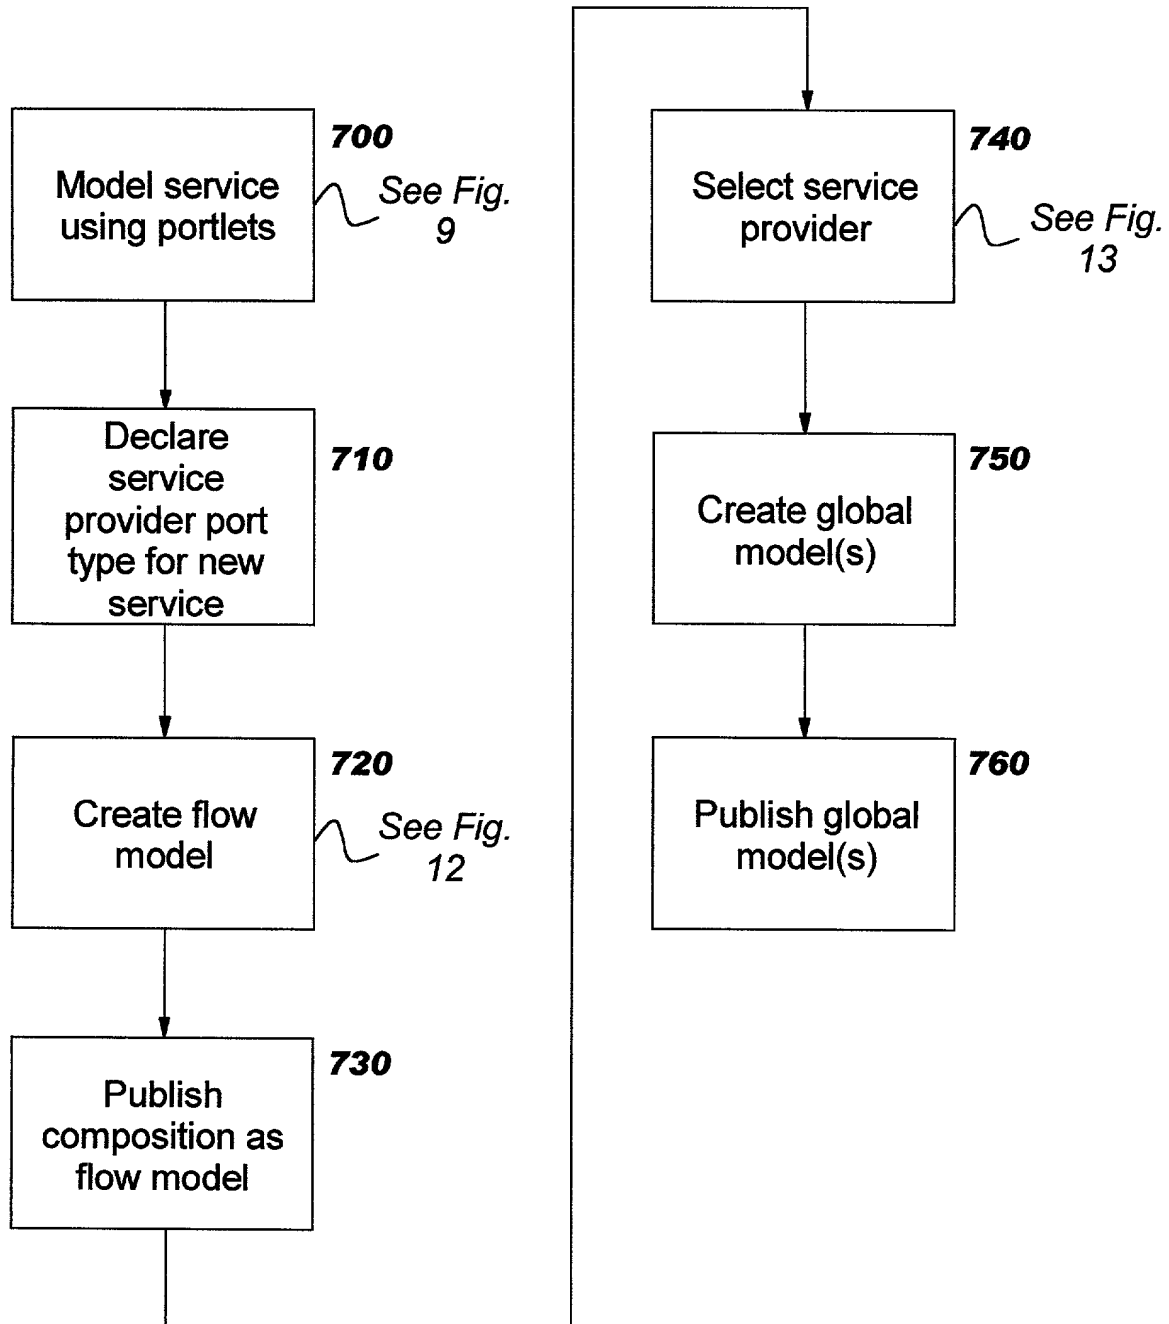 700
Model service
using portlets
See Fig.
9
710
Declare
service
provider port
type for new
service
720
Create flow
model
See Fig.
12
730
Publish
composition as
flow model
740
Select service
provider
See Fig.
13
750
Create global
model(s)
760
Publish global
model(s)